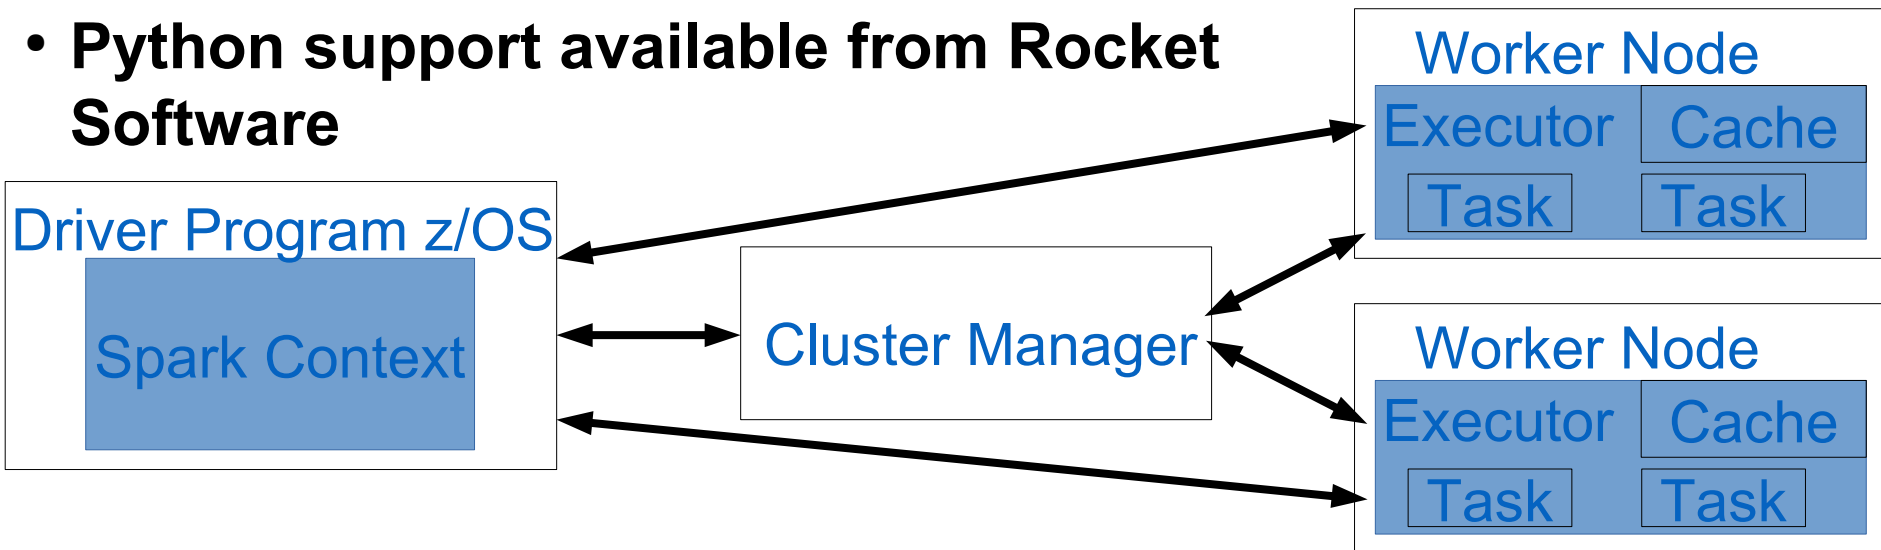 • Python support available from Rocket
Software
Driver Program z/OS
Spark Context
Cluster Manager
Worker Node
Executor Cache
Task Task
Worker Node
Executor Cache
Task Task